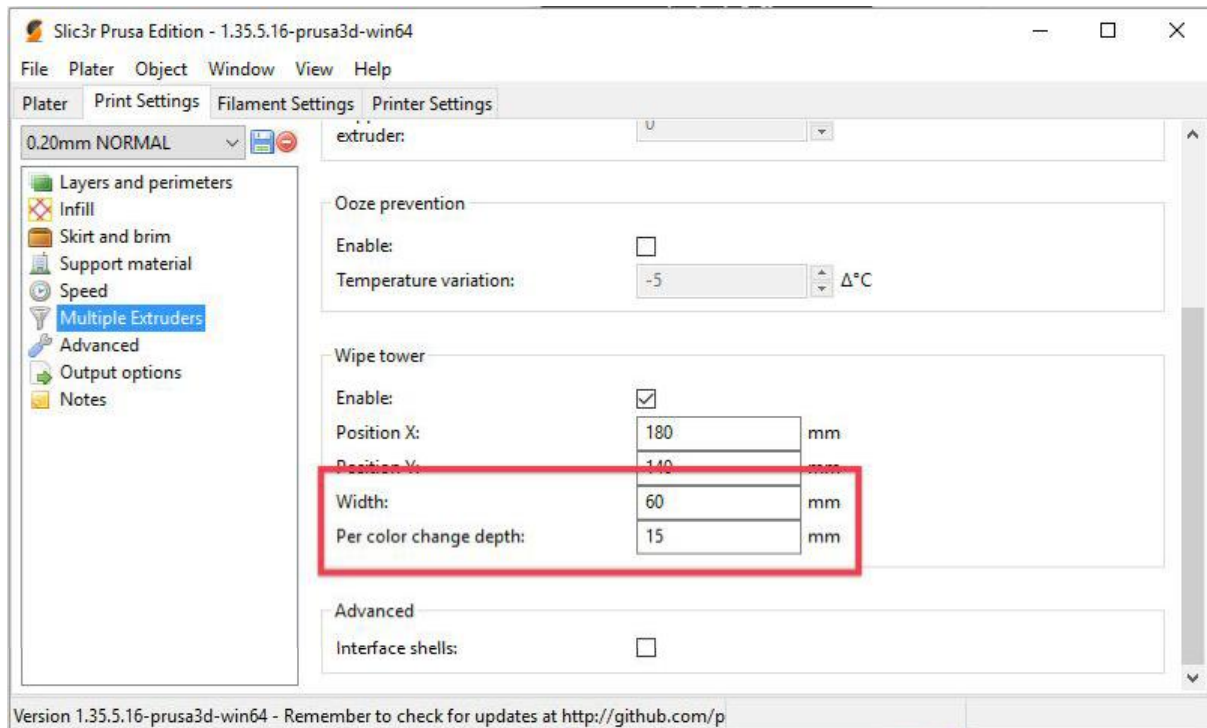 Slic3r Prusa Edition - 1.35.5.16-prusa3d-win64
File Plater Object Window View Help
Plater Print Settings Filament Settings Printer Settings
0.20mm NORMAL
Layers and perimeters
Infill
Skirt and brim
Support material
Speed
Multiple Extruders
Advanced
Output options
Notes
extruder: 0
Ooze prevention
Enable:
Temperature variation: -5 Δ°C
Wipe tower
Enable:
Position X: 180 mm
Position Y: 140 mm
Width: 60 mm
Per color change depth: 15 mm
Advanced
Interface shells:
Version 1.35.5.16-prusa3d-win64 - Remember to check for updates at http://github.com/p